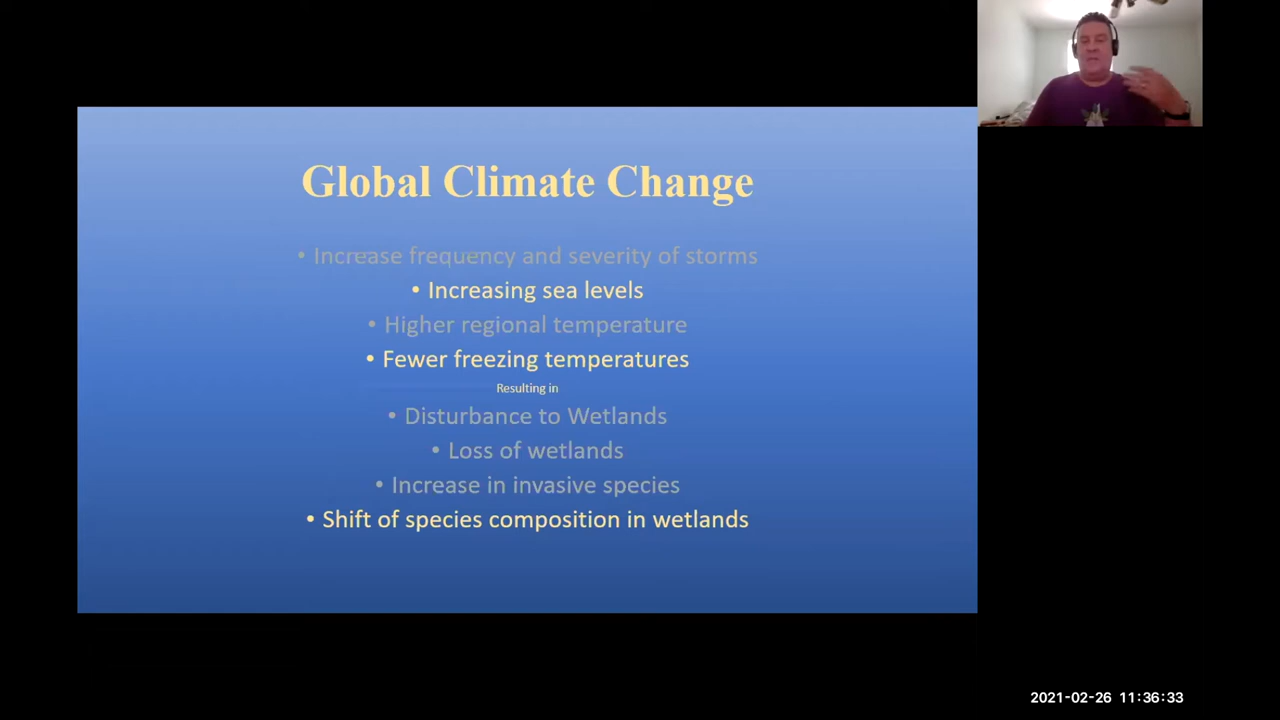 Global Climate Change
• Increase frequency and severity of storms
• Increasing sea levels
• Higher regional temperature
• Fewer freezing temperatures
Resulting in
• Disturbance to Wetlands
• Loss of wetlands
• Increase in invasive species
• Shift of species composition in wetlands
2021-02-26 11:36:33